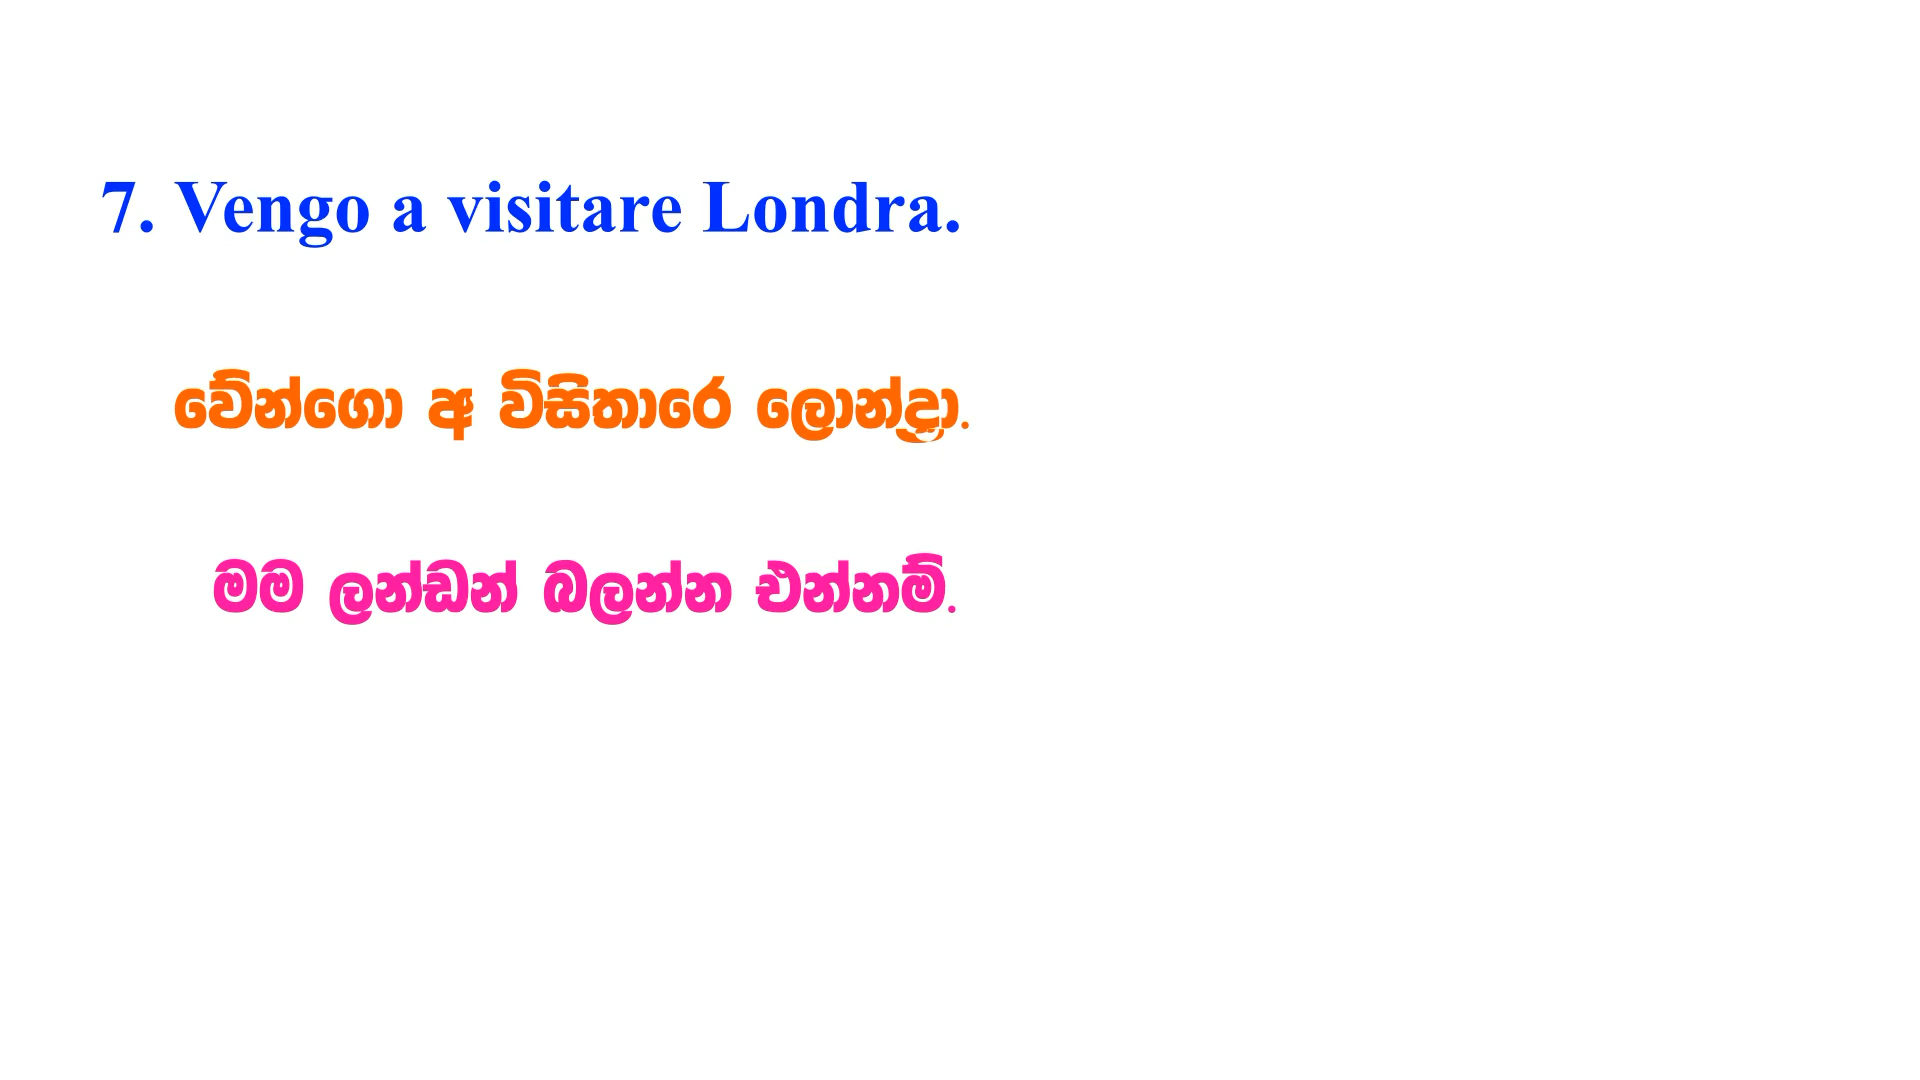 7. Vengo a visitare Londra.
වේන්ගො අ විසිතාරෙ ලොන්ද්‍රා.
මම ලන්ඩන් බලන්න එන්නම්.